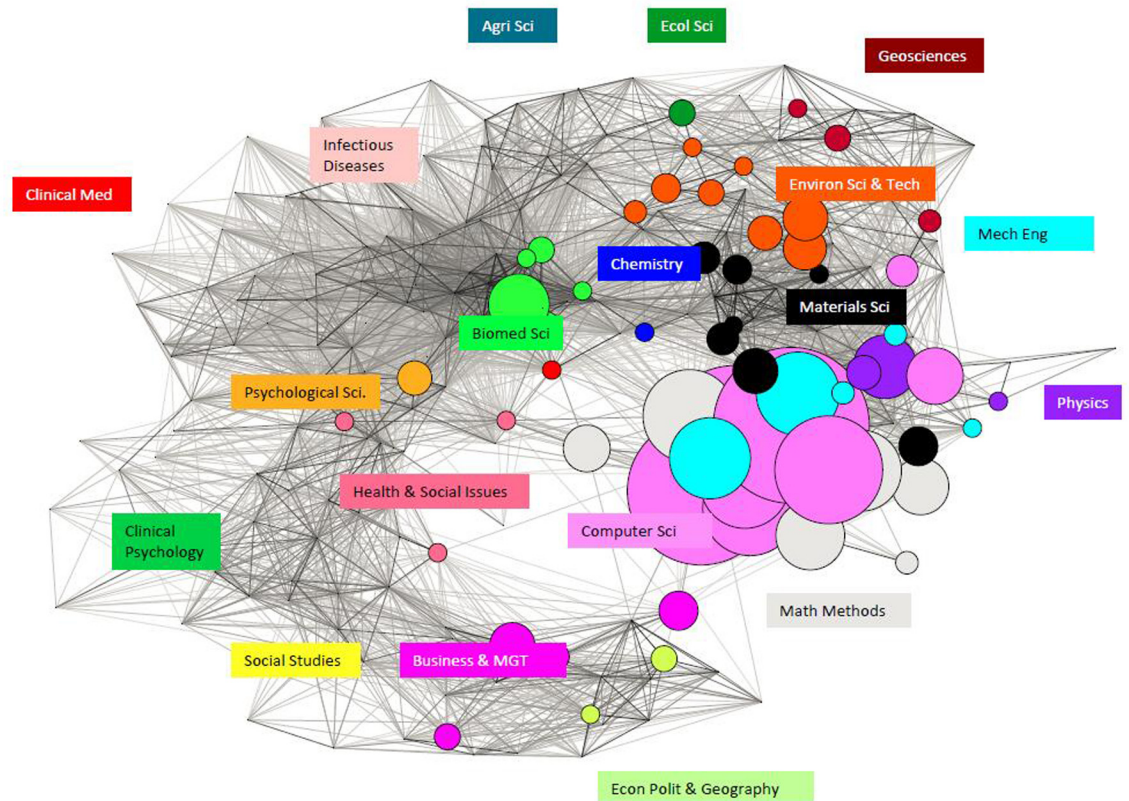 Agri Sci
Ecol Sci
Geosciences
Infectious
Diseases
Clinical Med
Environ Sci & Tech
Mech Eng
Chemistry
Materials Sci
Biomed Sci
Psychological Sci.
Physics
Health & Social Issues
Clinical
Psychology
Computer Sci
Math Methods
Social Studies
Business & MGT
Econ Polit & Geography